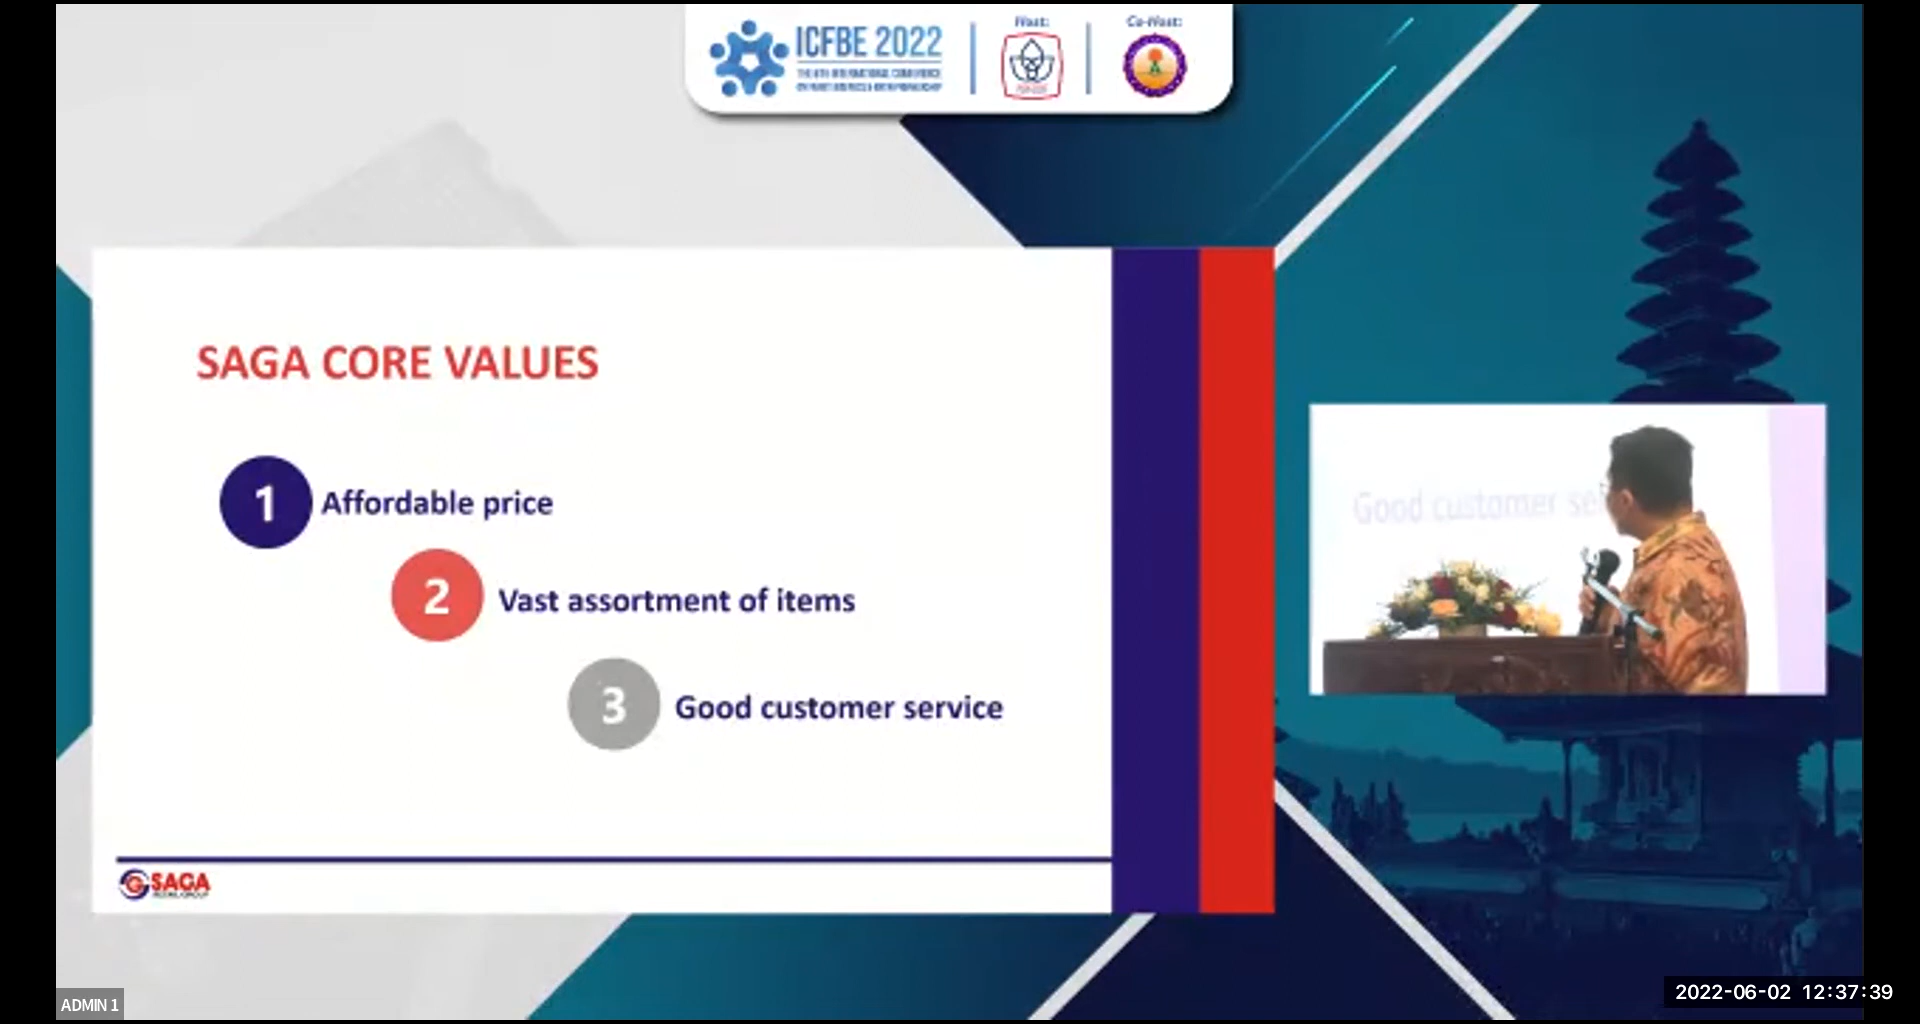 Host:
Co-Host:
ICFBE 2022
SAGA CORE VALUES
1 Affordable price
2 Vast assortment of items
3 Good customer service
Good customer se
SAGA
ADMIN 1
2022-06-02 12:37:39